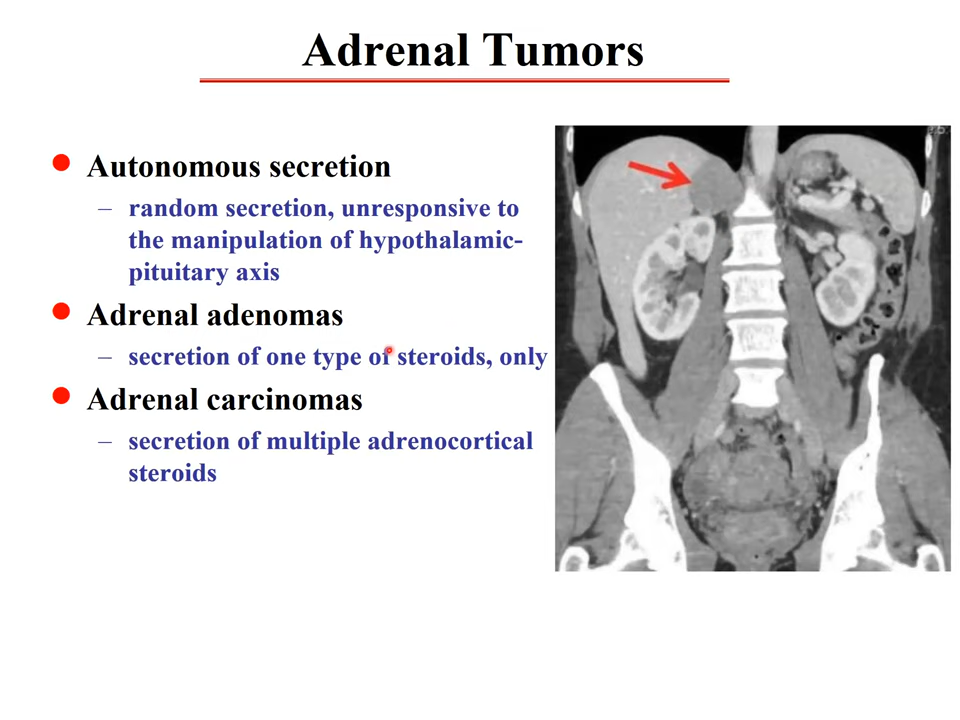 Adrenal Tumors
Autonomous secretion
– random secretion, unresponsive to
the manipulation of hypothalamic-
pituitary axis
Adrenal adenomas
– secretion of one type of steroids, only
Adrenal carcinomas
– secretion of multiple adrenocortical
steroids